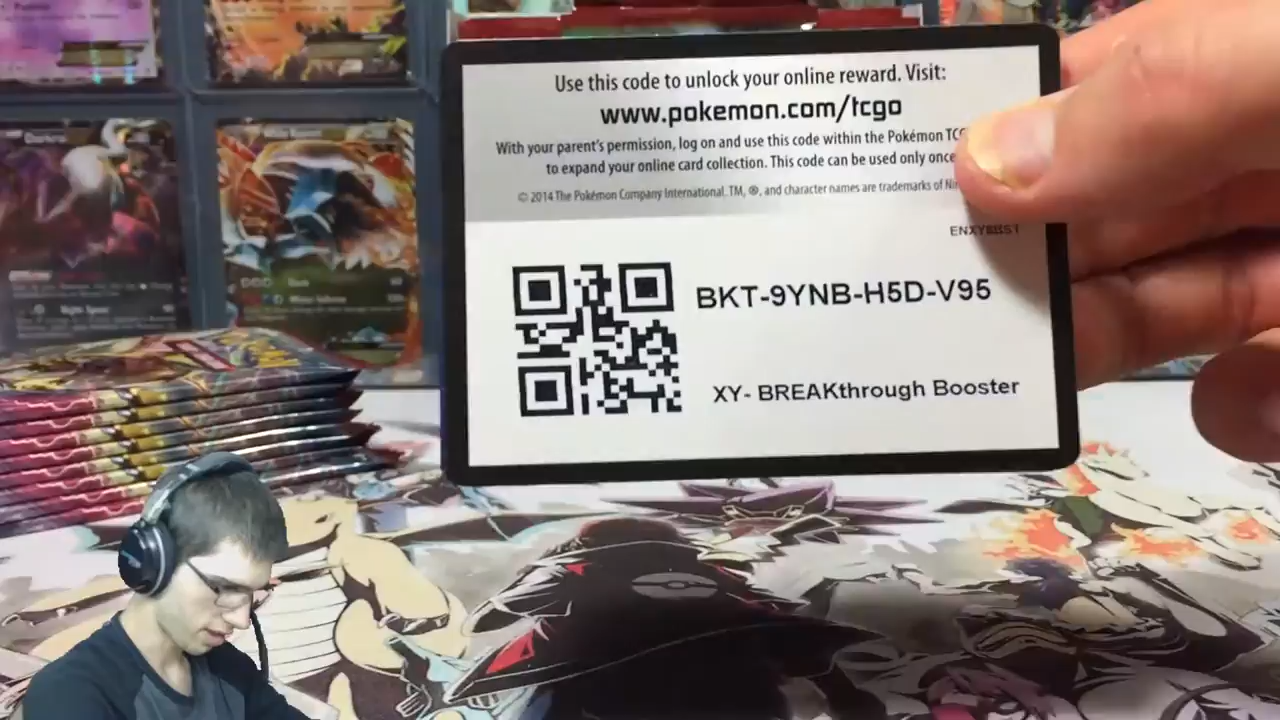 Use this code to unlock your online reward. Visit:
www.pokemon.com/tcgo
With your parent's permission, log on and use this code within the Pokémon TCG
to expand your online card collection. This code can be used only once
© 2014 The Pokémon Company International. TM, ®, and character names are trademarks of
BKT-9YNB-H5D-V95
XY- BREAKthrough Booster